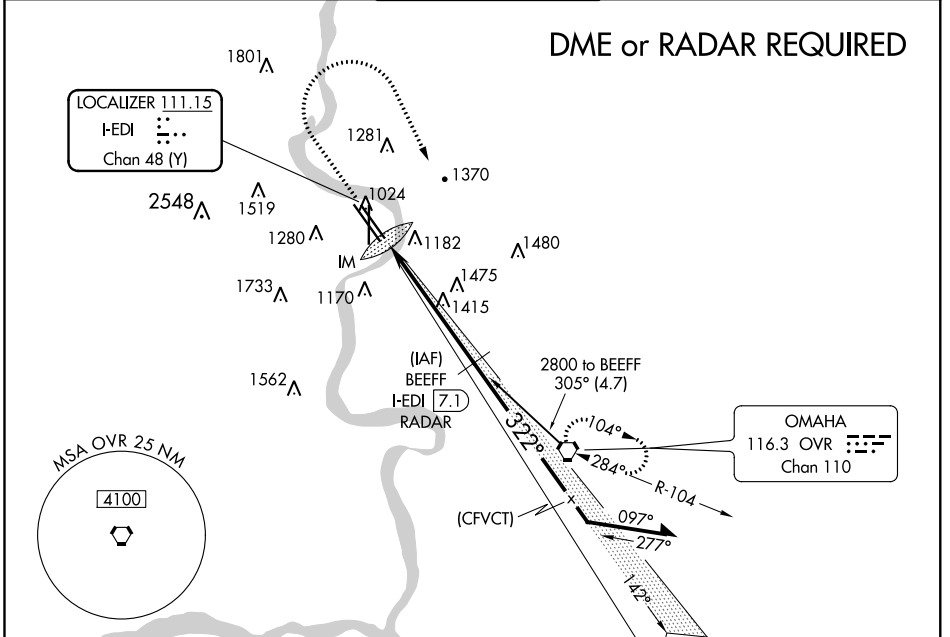 DME or RADAR REQUIRED
1801
LOCALIZER 111.15
I-EDI
Chan 48 (Y)
1281
1370
2548
1519
1024
1280
1182
1480
IM
1733
1170
1475
1415
(IAF)
BEEFF
I-EDI 7.1
RADAR
2800 to BEEFF
305° (4.7)
1562
322°
104°
284°
R-104
OMAHA
116.3 OVR
Chan 110
MSA OVR 25 NM
4100
(CFVCT)
097°
277°
142°